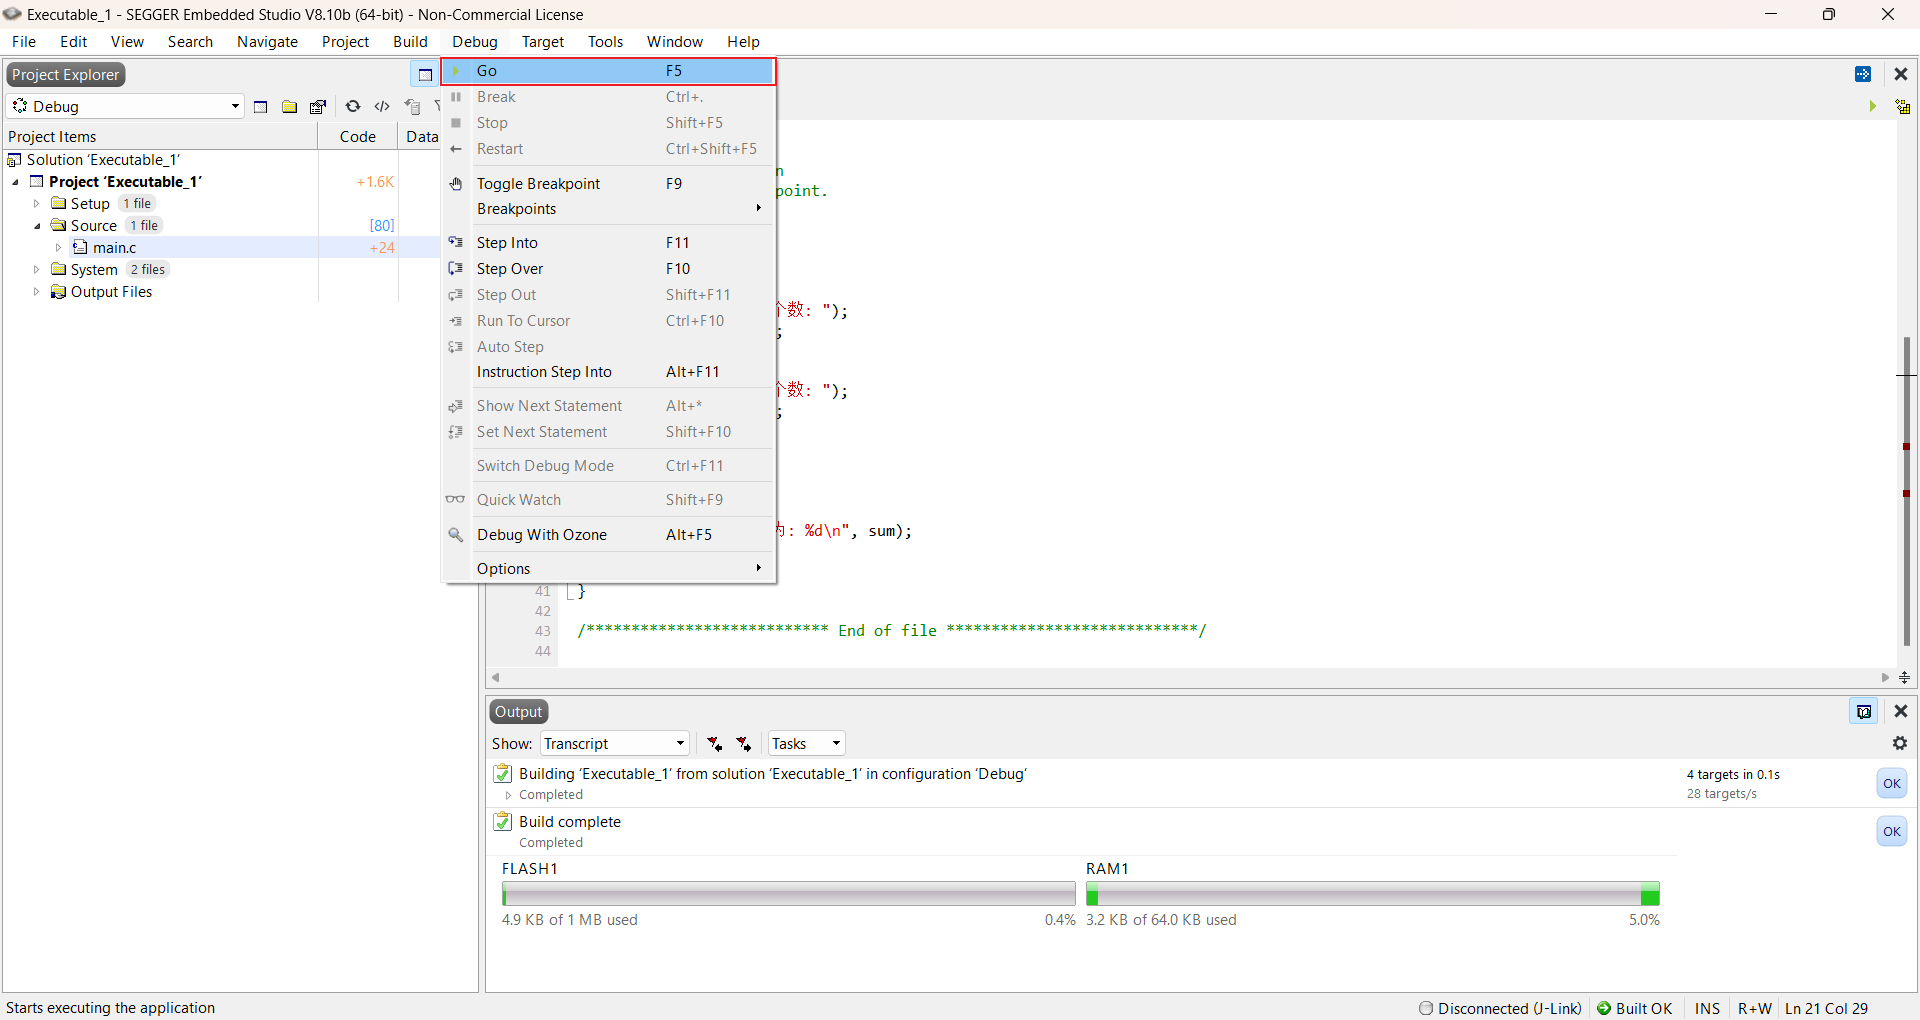 Executable_1 - SEGGER Embedded Studio V8.10b (64-bit) - Non-Commercial License
File Edit View Search Navigate Project Build Debug Target Tools Window Help
Project Explorer
Debug
Project Items Code Data
Solution 'Executable_1'
Project 'Executable_1' +1.6K
Setup 1 file
Source 1 file [80]
main.c +24
System 2 files
Output Files
Go F5
Break Ctrl+.
Stop Shift+F5
Restart Ctrl+Shift+F5
Toggle Breakpoint F9
Breakpoints
Step Into F11
Step Over F10
Step Out Shift+F11
Run To Cursor Ctrl+F10
Auto Step
Instruction Step Into Alt+F11
Show Next Statement Alt+*
Set Next Statement Shift+F10
Switch Debug Mode Ctrl+F11
Quick Watch Shift+F9
Debug With Ozone Alt+F5
Options
n
point.
个数: ");
;
个数: ");
;
: %d\n", sum);
41 }
42
43 /*************************** End of file ****************************/
44
Output
Show: Transcript Tasks
Building 'Executable_1' from solution 'Executable_1' in configuration 'Debug' 4 targets in 0.1s OK
Completed 28 targets/s
Build complete OK
Completed
FLASH1 RAM1
4.9 KB of 1 MB used 0.4% 3.2 KB of 64.0 KB used 5.0%
Starts executing the application Disconnected (J-Link) Built OK INS R+W Ln 21 Col 29